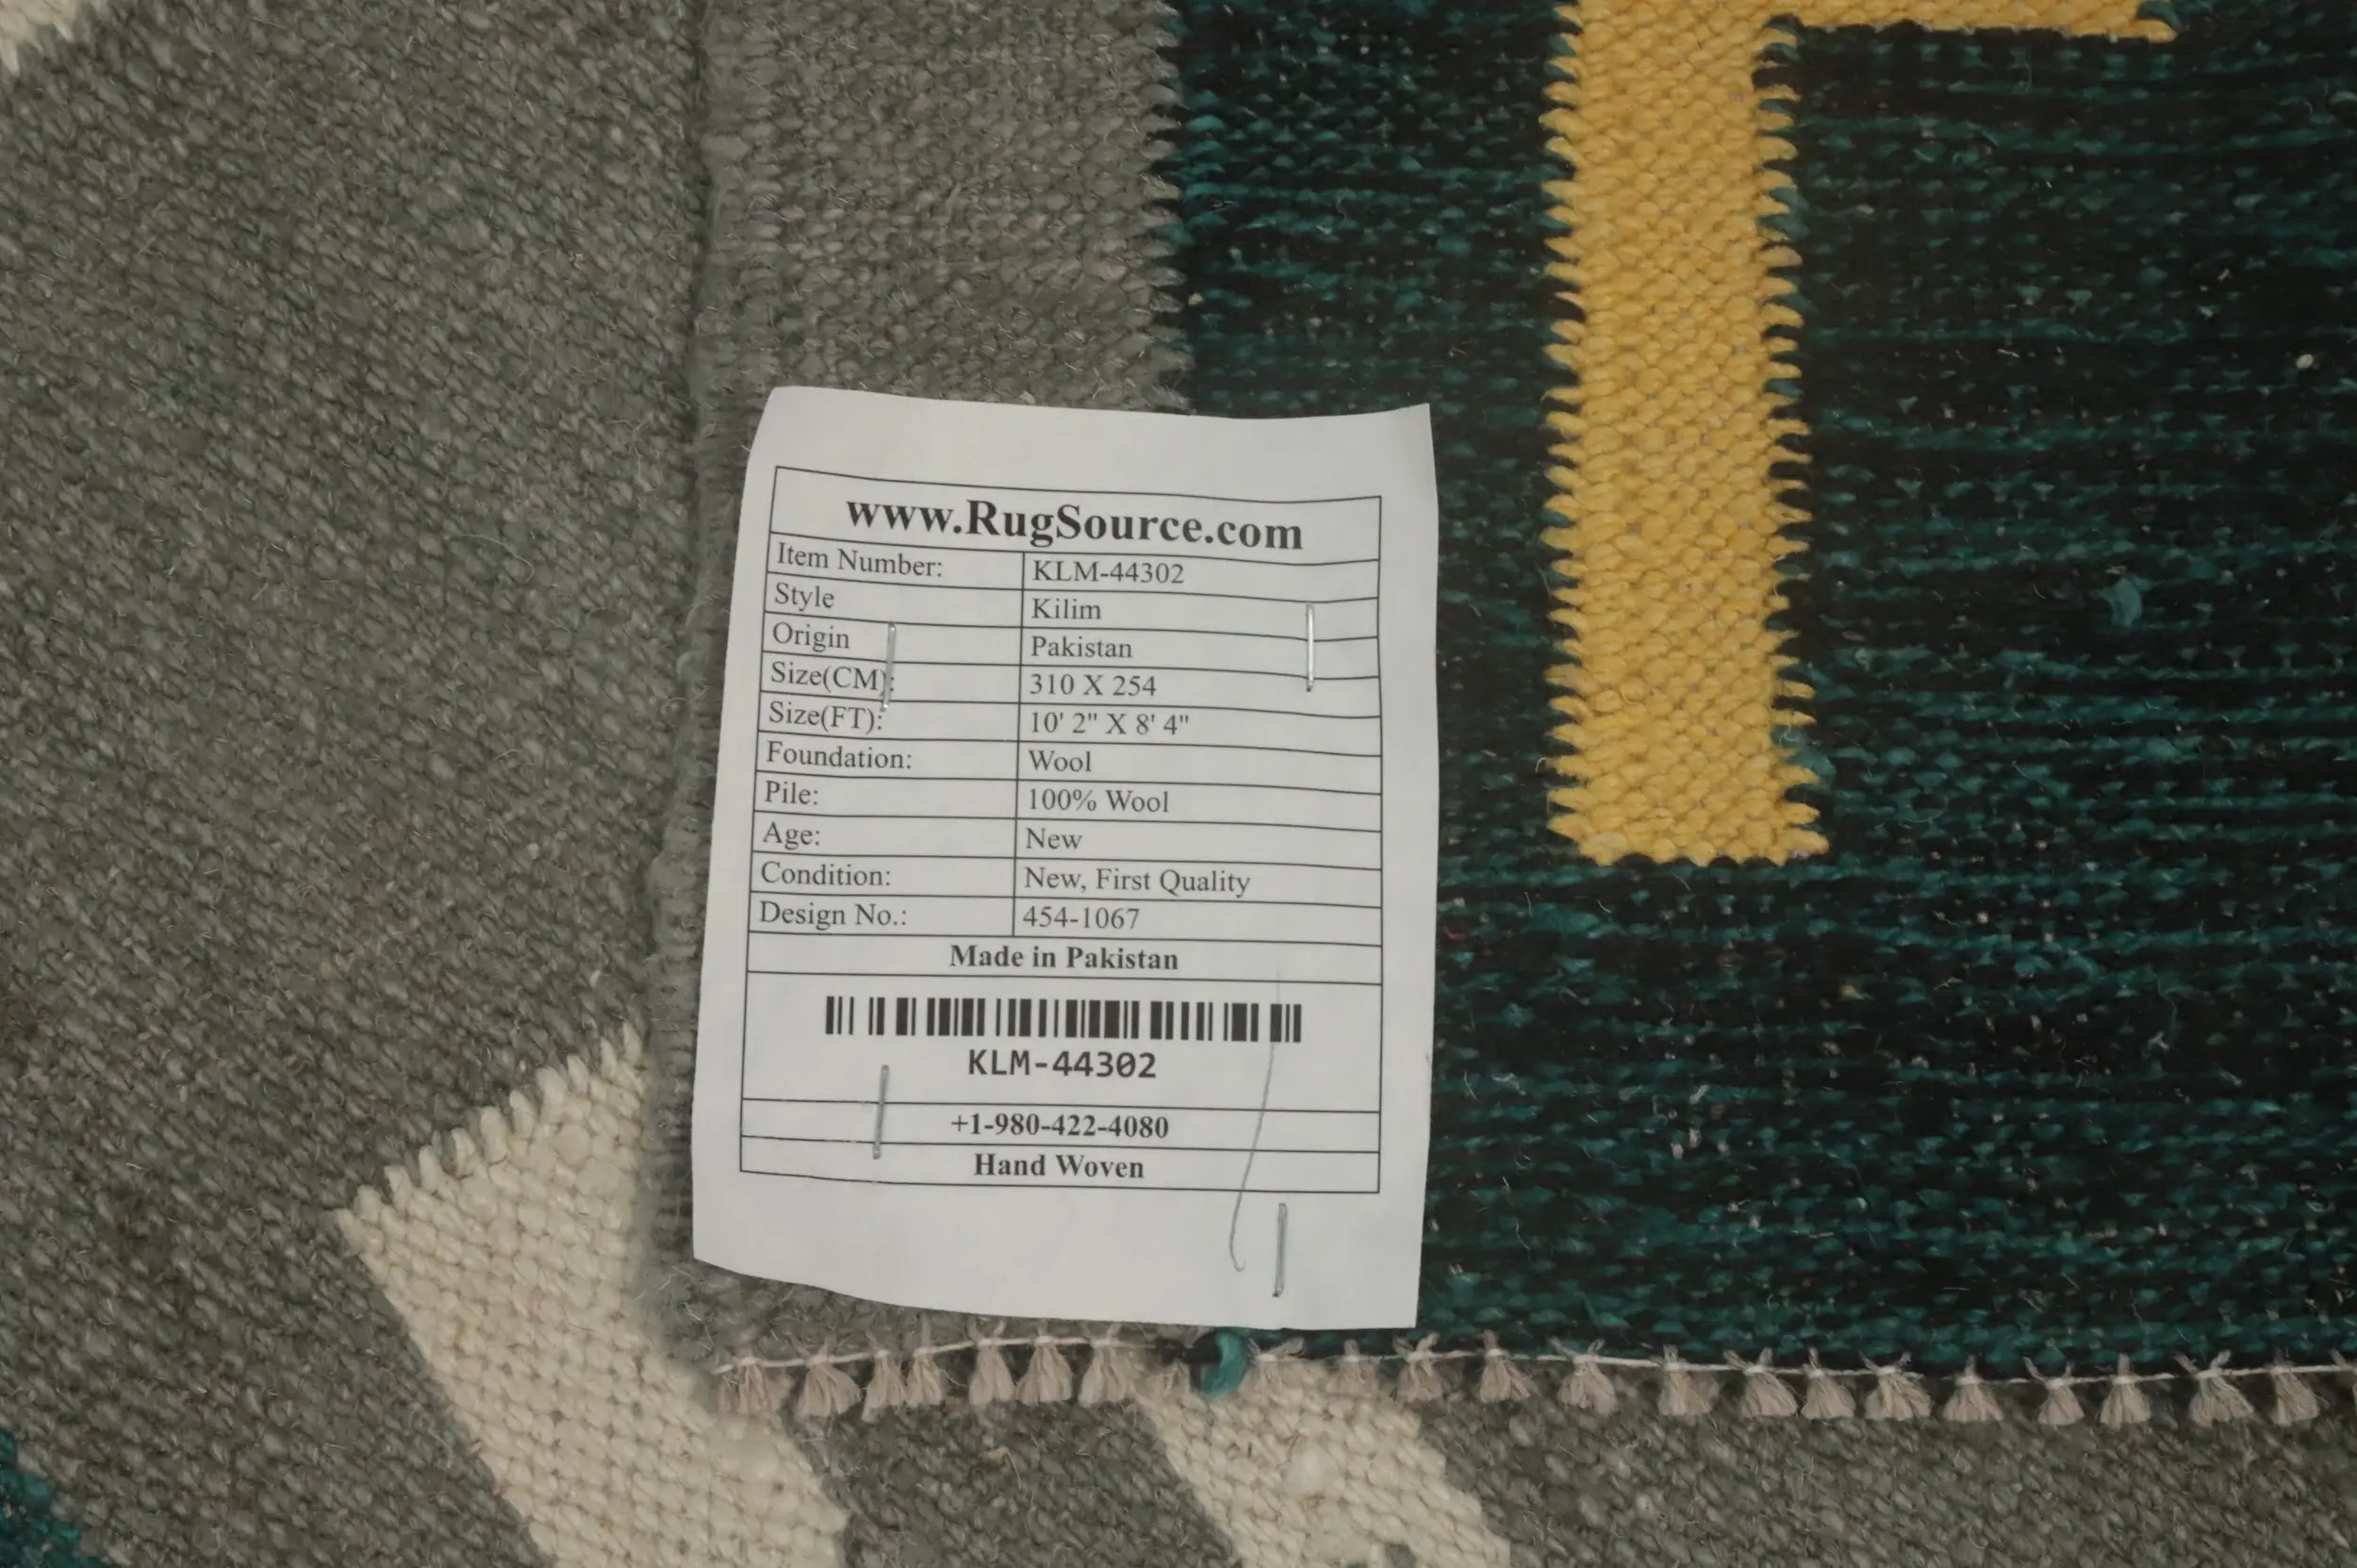 www.RugSource.com
Item Number: KLM-44302
Style Kilim
Origin Pakistan
Size(CM): 310 X 254
Size(FT): 10' 2" X 8' 4"
Foundation: Wool
Pile: 100% Wool
Age: New
Condition: New, First Quality
Design No.: 454-1067
Made in Pakistan
KLM-44302
+1-980-422-4080
Hand Woven